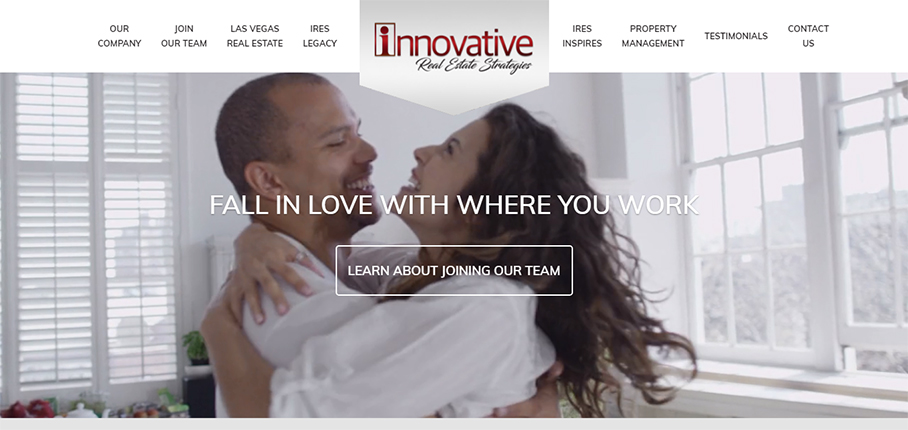 OUR
COMPANY
JOIN
OUR TEAM
LAS VEGAS
REAL ESTATE
IRES
LEGACY
innovative
Real Estate Strategies
IRES
INSPIRES
PROPERTY
MANAGEMENT
TESTIMONIALS
CONTACT
US
FALL IN LOVE WITH WHERE YOU WORK
LEARN ABOUT JOINING OUR TEAM